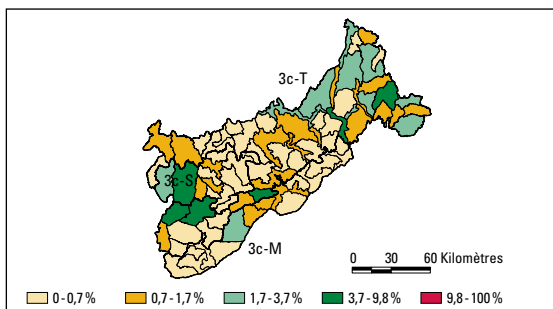 3c-T
3c-S
3c-M
0 30 60 Kilomètres
0 - 0,7 % 0,7 - 1,7 % 1,7 - 3,7 % 3,7 - 9,8 % 9,8 - 100 %